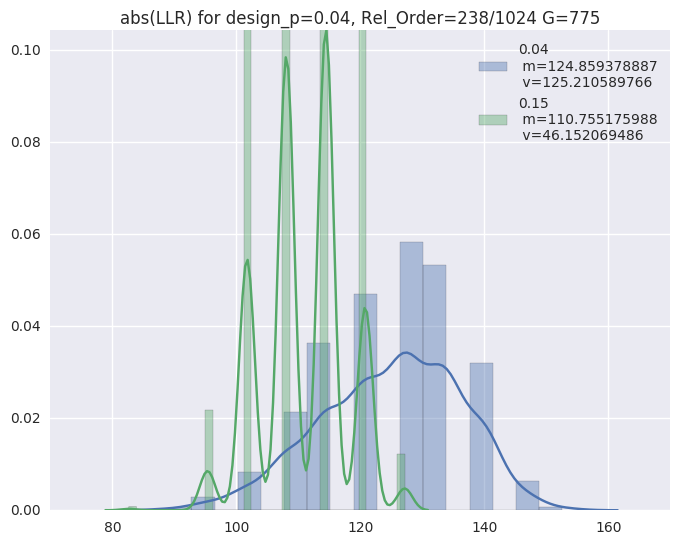 abs(LLR) for design_p=0.04, Rel_Order=238/1024 G=775
0.04
m=124.859378887
v=125.210589766
0.15
m=110.755175988
v=46.152069486
0.10
0.08
0.06
0.04
0.02
0.00
80
100
120
140
160